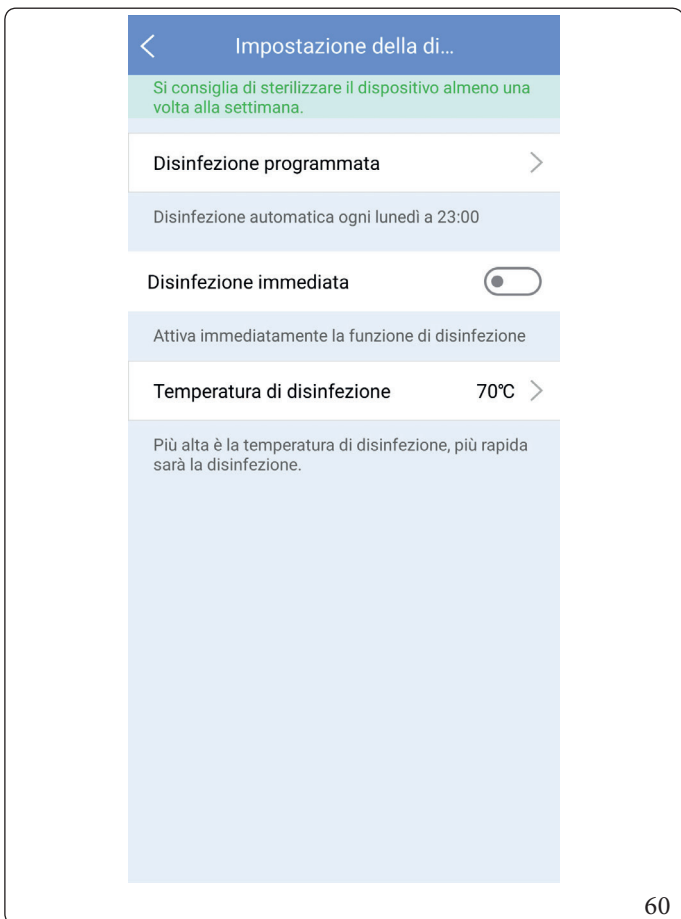 Impostazione della di...
Si consiglia di sterilizzare il dispositivo almeno una
volta alla settimana.
Disinfezione programmata
Disinfezione automatica ogni lunedì a 23:00
Disinfezione immediata
Attiva immediatamente la funzione di disinfezione
Temperatura di disinfezione 70℃
Più alta è la temperatura di disinfezione, più rapida
sarà la disinfezione.
60